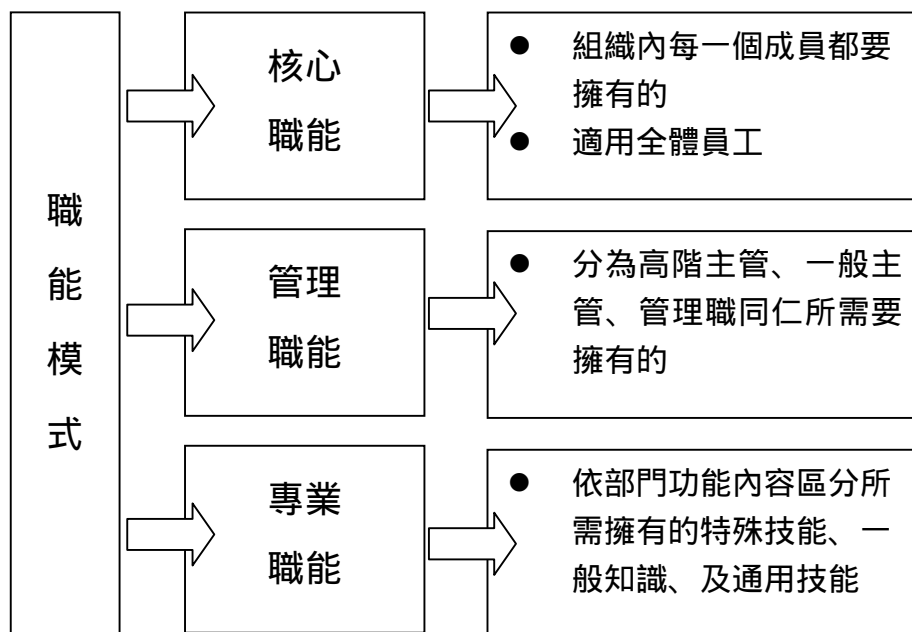 職能模式
核心
職能
● 組織內每一個成員都要
擁有的
● 適用全體員工
管理
職能
● 分為高階主管、一般主
管、管理職同仁所需要
擁有的
專業
職能
● 依部門功能內容區分所
需擁有的特殊技能、一
般知識、及通用技能